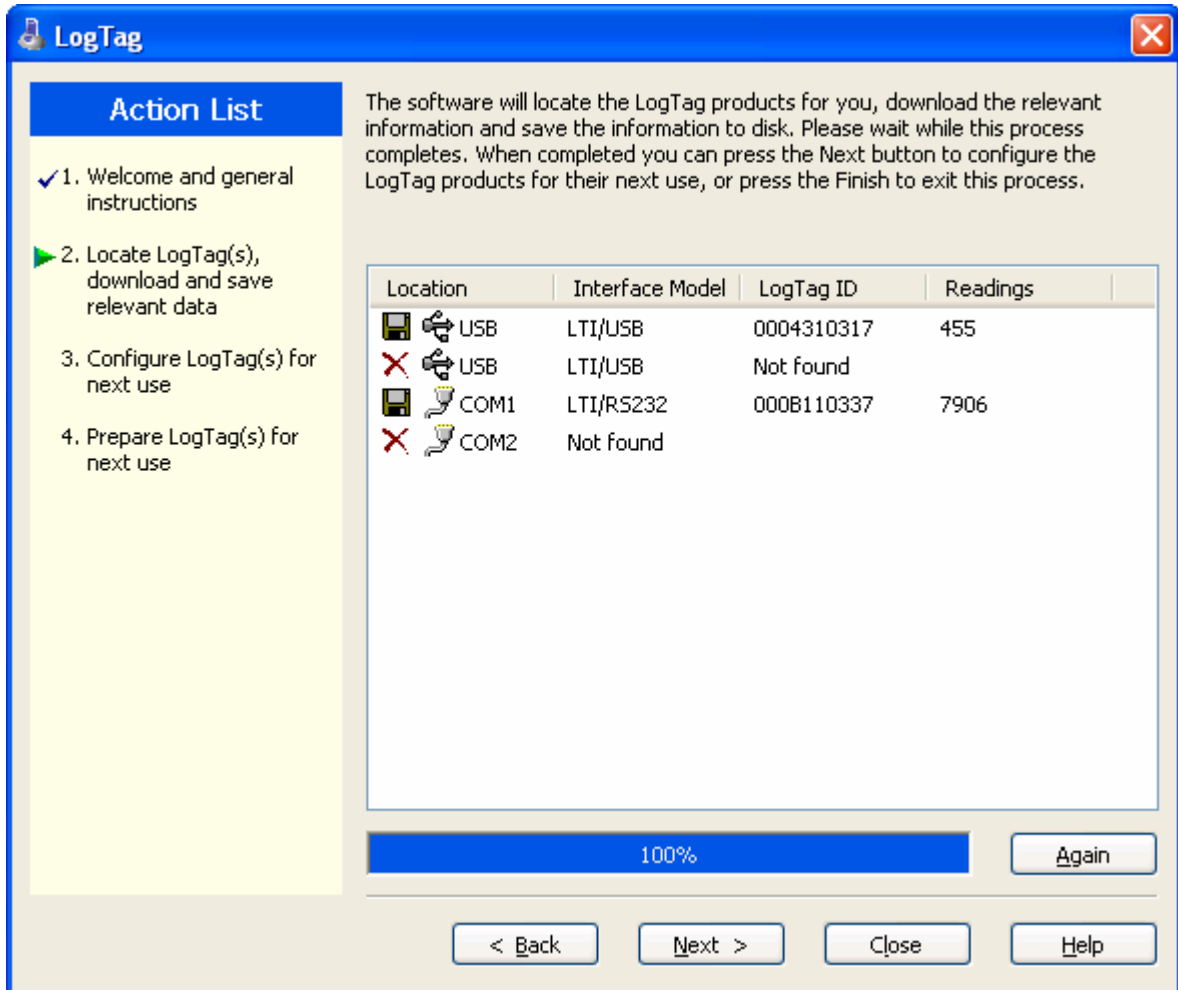 LogTag
Action List
1. Welcome and general
instructions
2. Locate LogTag(s),
download and save
relevant data
3. Configure LogTag(s) for
next use
4. Prepare LogTag(s) for
next use
The software will locate the LogTag products for you, download the relevant
information and save the information to disk. Please wait while this process
completes. When completed you can press the Next button to configure the
LogTag products for their next use, or press the Finish to exit this process.
Location Interface Model LogTag ID Readings
USB LTI/USB 0004310317 455
USB LTI/USB Not found
COM1 LTI/RS232 000B110337 7906
COM2 Not found
100% Again
< Back Next > Close Help